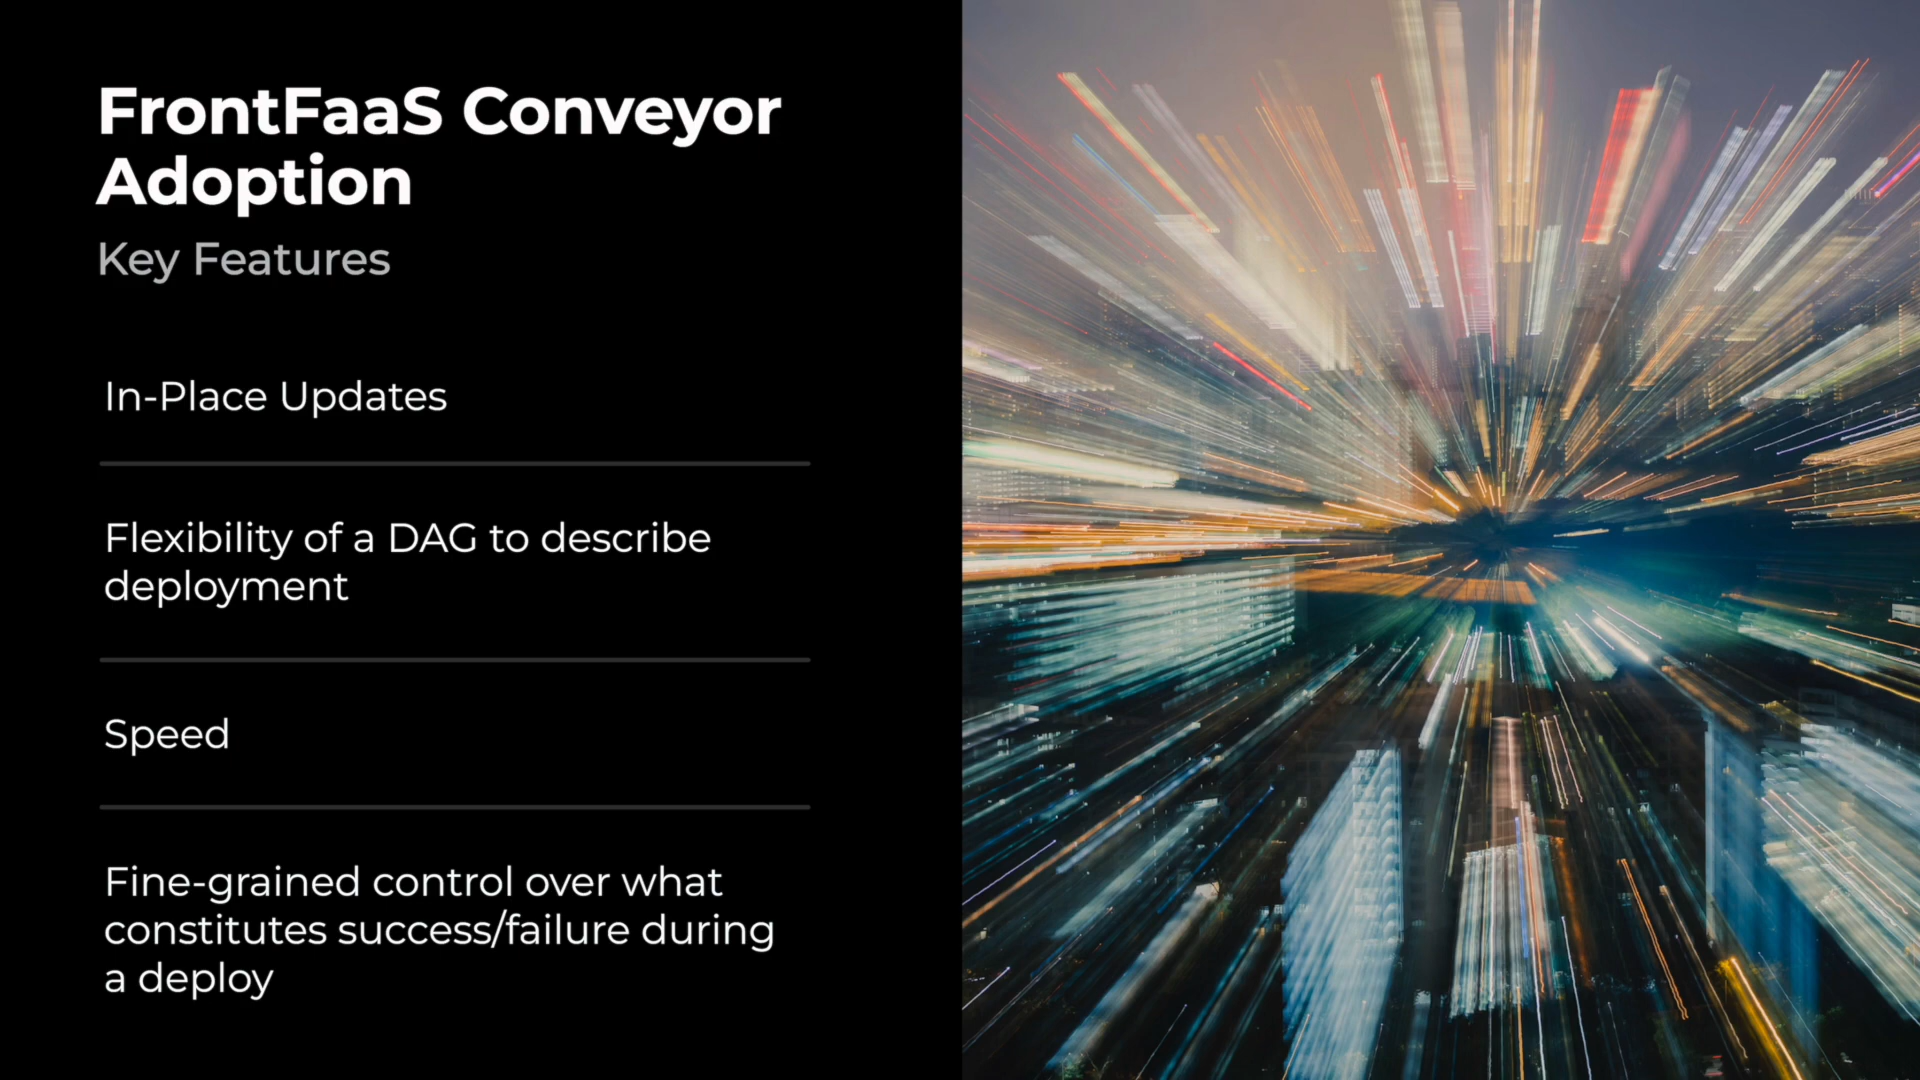 FrontFaaS Conveyor
Adoption
Key Features
In-Place Updates
Flexibility of a DAG to describe
deployment
Speed
Fine-grained control over what
constitutes success/failure during
a deploy